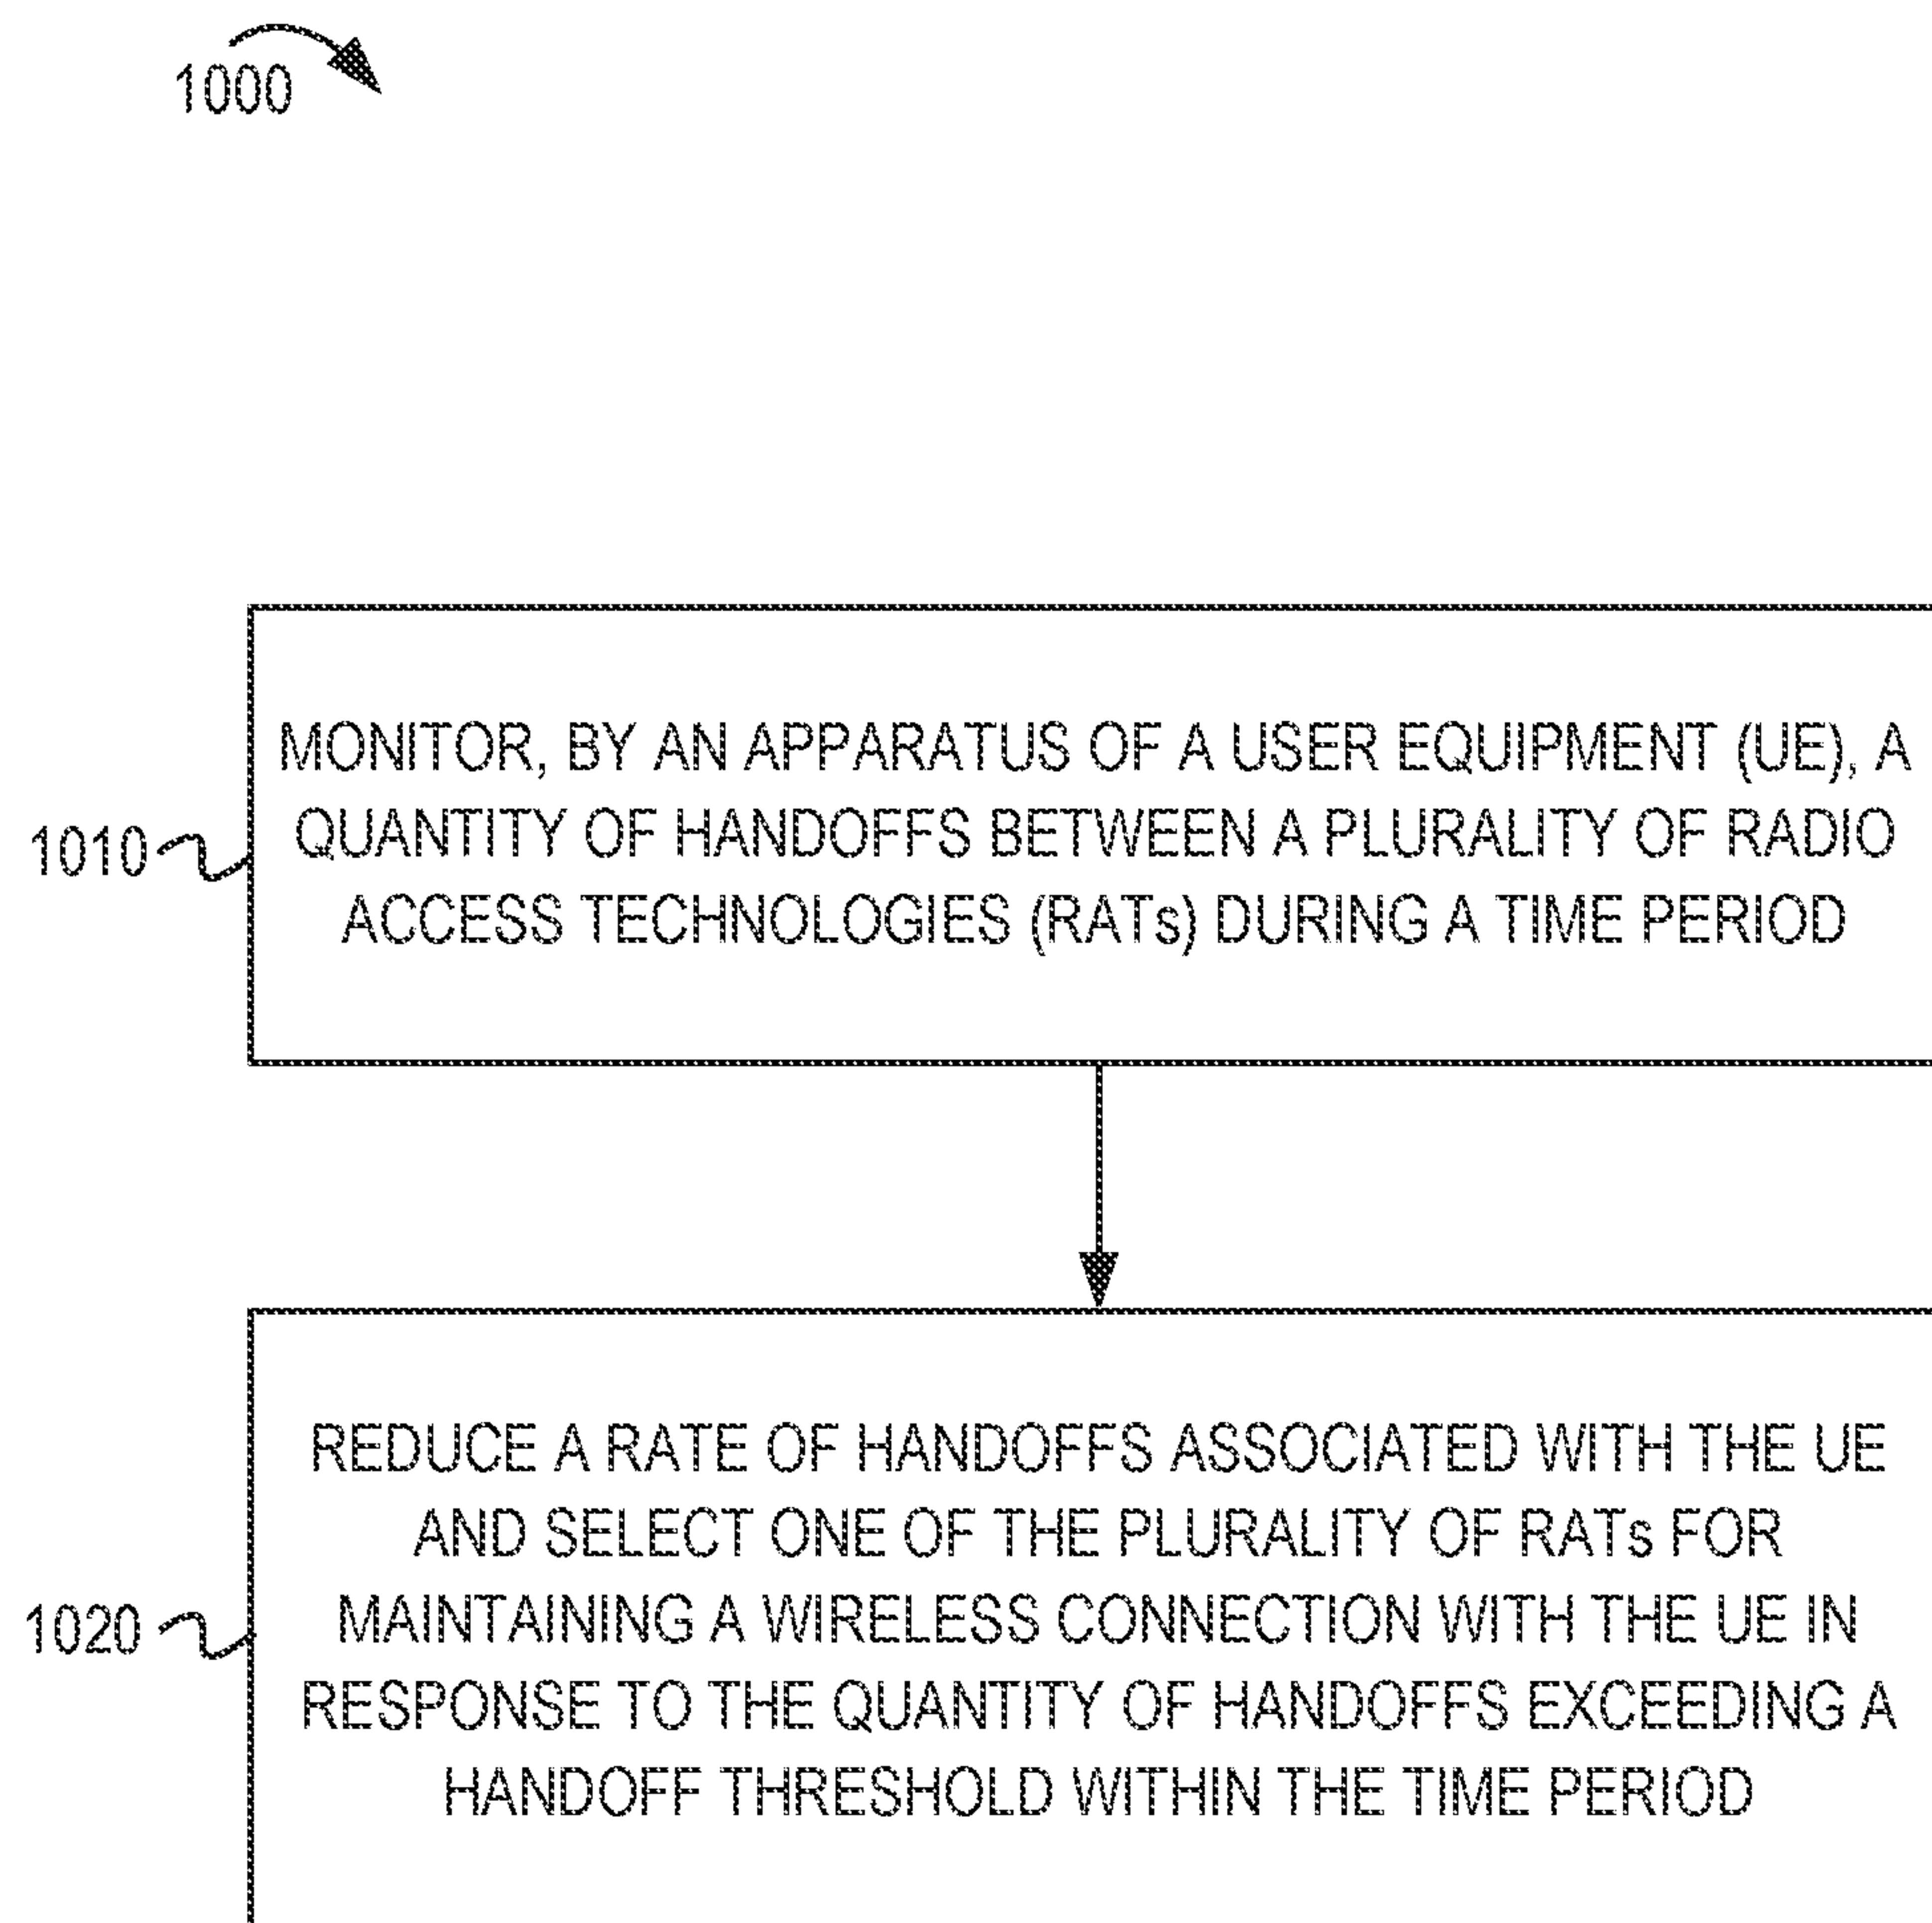 1000
MONITOR, BY AN APPARATUS OF A USER EQUIPMENT (UE), A
QUANTITY OF HANDOFFS BETWEEN A PLURALITY OF RADIO
ACCESS TECHNOLOGIES (RATs) DURING A TIME PERIOD
1010
REDUCE A RATE OF HANDOFFS ASSOCIATED WITH THE UE
AND SELECT ONE OF THE PLURALITY OF RATs FOR
MAINTAINING A WIRELESS CONNECTION WITH THE UE IN
RESPONSE TO THE QUANTITY OF HANDOFFS EXCEEDING A
HANDOFF THRESHOLD WITHIN THE TIME PERIOD
1020